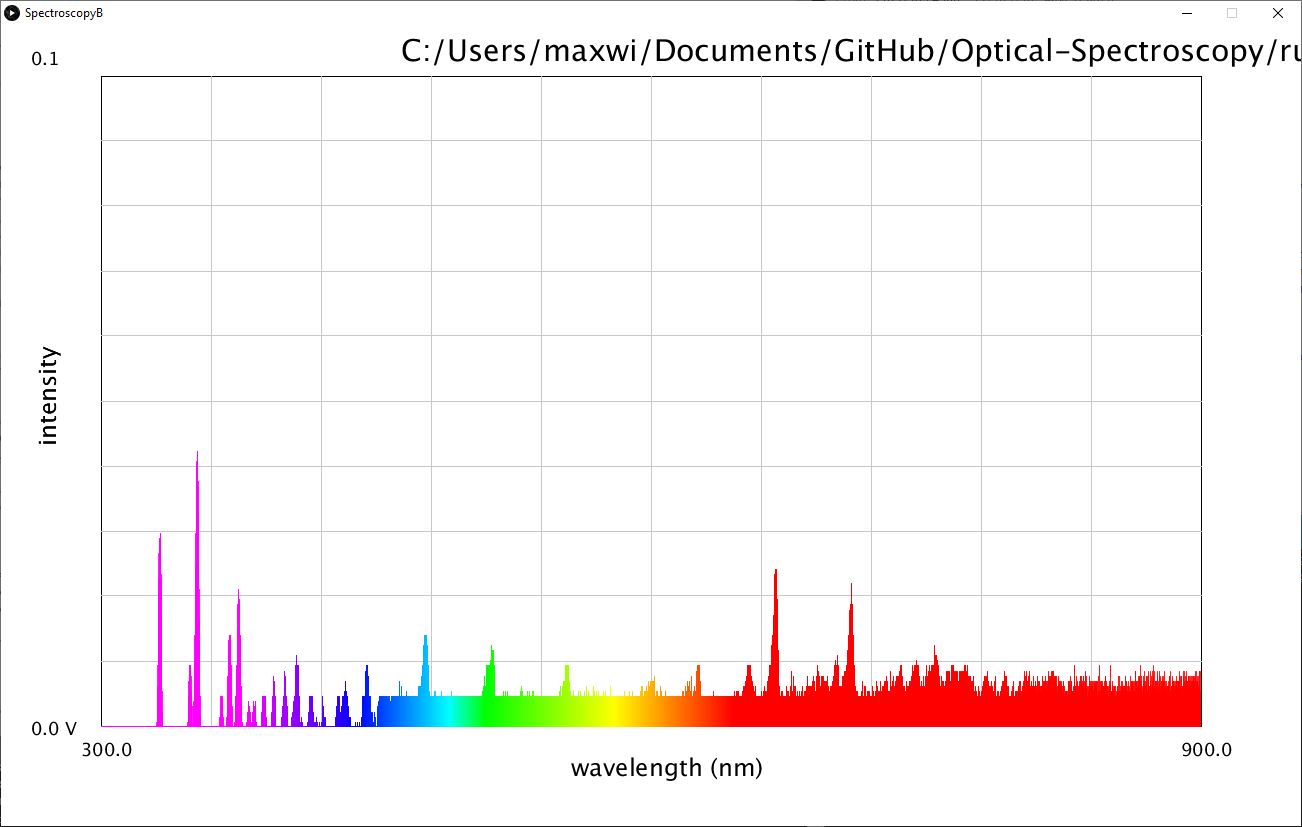 SpectroscopyB
C:/Users/maxwi/Documents/GitHub/Optical-Spectroscopy/ru
0.1
intensity
0.0 V
300.0
900.0
wavelength (nm)